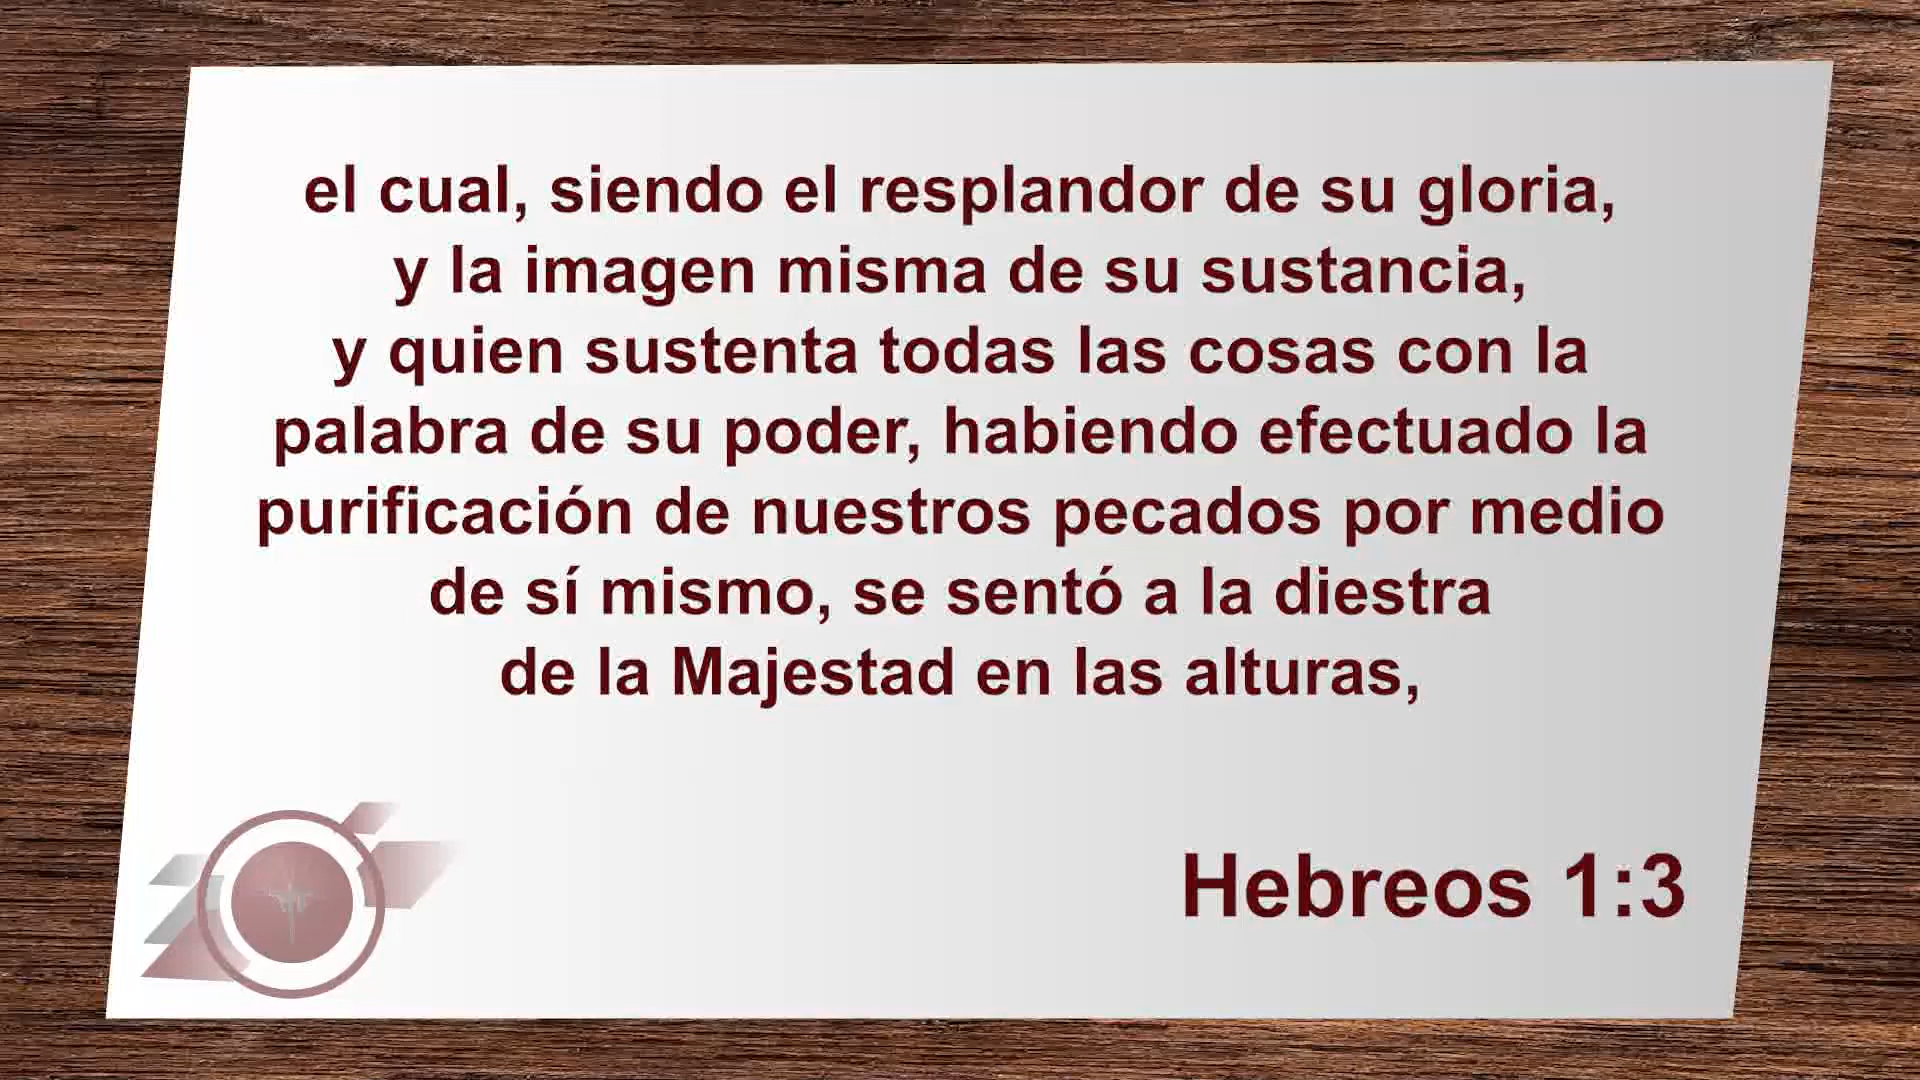 el cual, siendo el resplandor de su gloria,
y la imagen misma de su sustancia,
y quien sustenta todas las cosas con la
palabra de su poder, habiendo efectuado la
purificación de nuestros pecados por medio
de sí mismo, se sentó a la diestra
de la Majestad en las alturas,
Hebreos 1:3